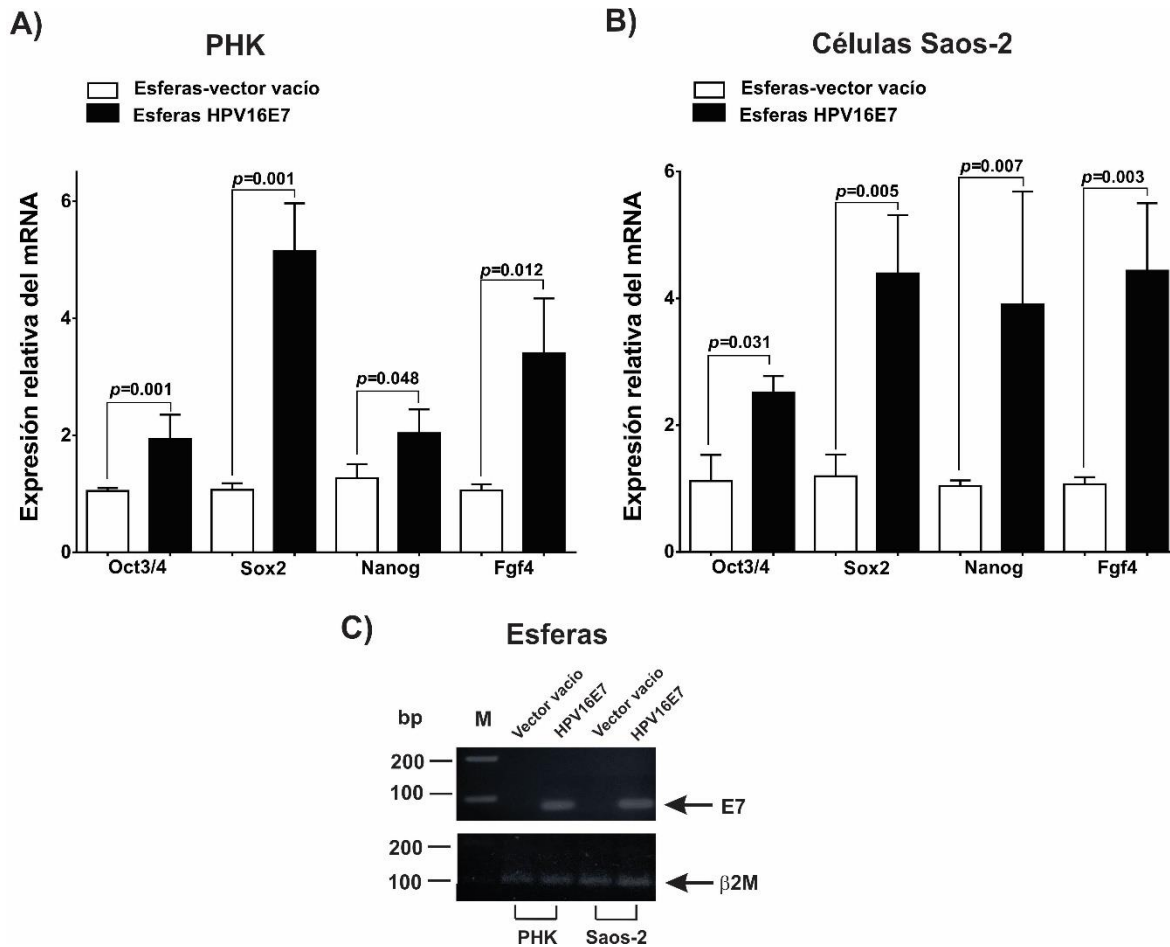 A)
PHK
Esferas-vector vacío
Esferas HPV16E7
Expresión relativa del mRNA
6
4
2
0
p=0.001
p=0.001
p=0.048
p=0.012
Oct3/4 Sox2 Nanog Fgf4
B)
Células Saos-2
Esferas-vector vacío
Esferas HPV16E7
Expresión relativa del mRNA
6
4
2
0
p=0.031
p=0.005
p=0.007
p=0.003
Oct3/4 Sox2 Nanog Fgf4
C)
Esferas
bp M Vector vacío HPV16E7 Vector vacío HPV16E7
200
100
E7
200
100
β2M
PHK Saos-2